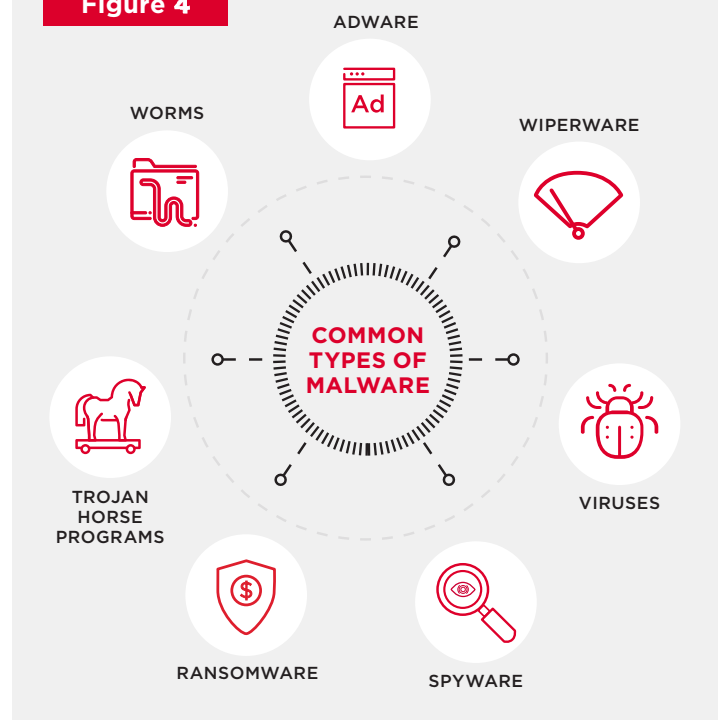 Figure 4
ADWARE
WORMS
WIPERWARE
Ad
COMMON
TYPES OF
MALWARE
TROJAN
HORSE
PROGRAMS
VIRUSES
$
RANSOMWARE
SPYWARE